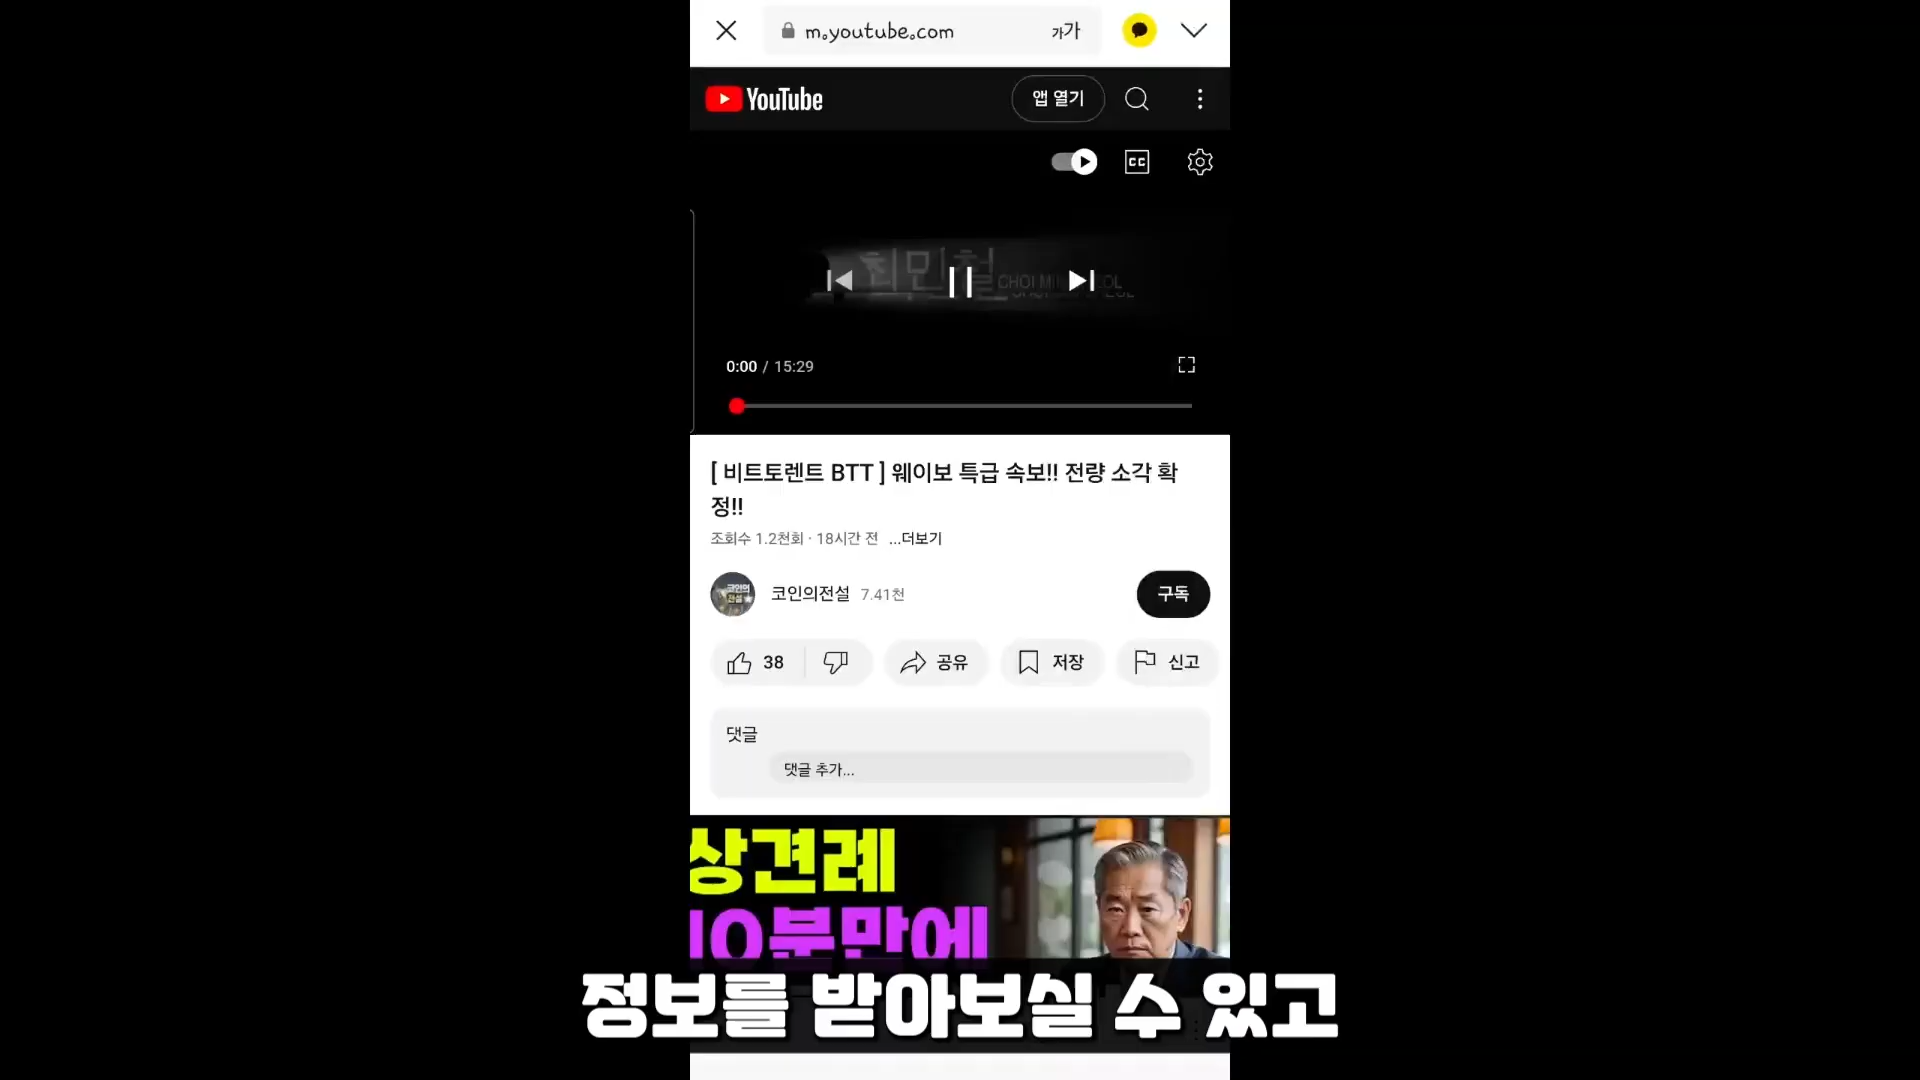 m.youtube.com
가가
YouTube
앱 열기
CC
최민철
0:00 / 15:29
[ 비트토렌트 BTT ] 웨이보 특급 속보!! 전량 소각 확
정!!
조회수 1.2천회 · 18시간 전 ...더보기
코인의전설 7.41천
구독
38
공유
저장
신고
댓글
댓글 추가...
상견례
10분만에
정보를 받아보실 수 있고